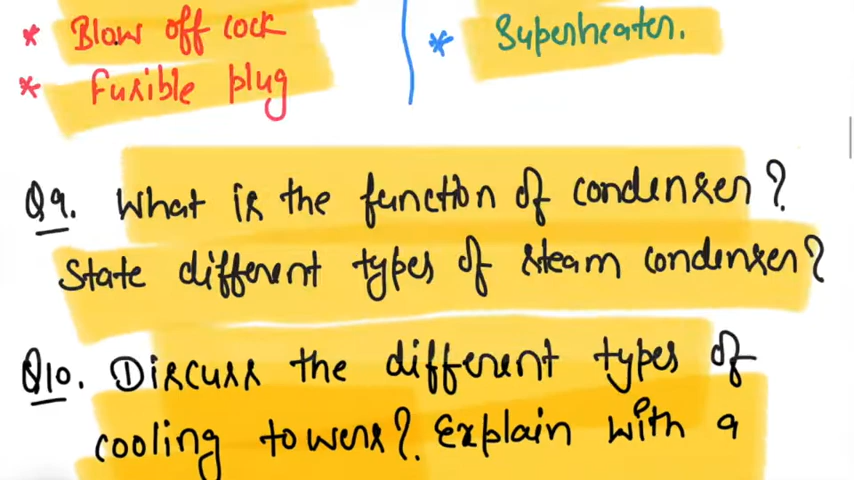 * Blow off cock
* Fusible plug
* Superheater.
Q9. What is the function of condenser?
State different types of steam condenser?
Q10. Discuss the different types of
cooling towers? Explain with a